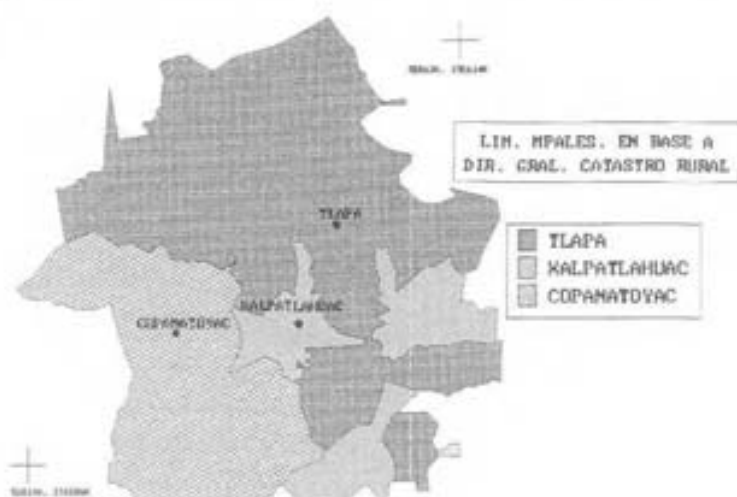 LIM. MPALES. EN BASE A
DIR. GRAL. CATASTRO RURAL
TLAPA
TLAPA
XALPATLAHUAC
COPANATOYAC
XALPATLAHUAC
COPANATOYAC